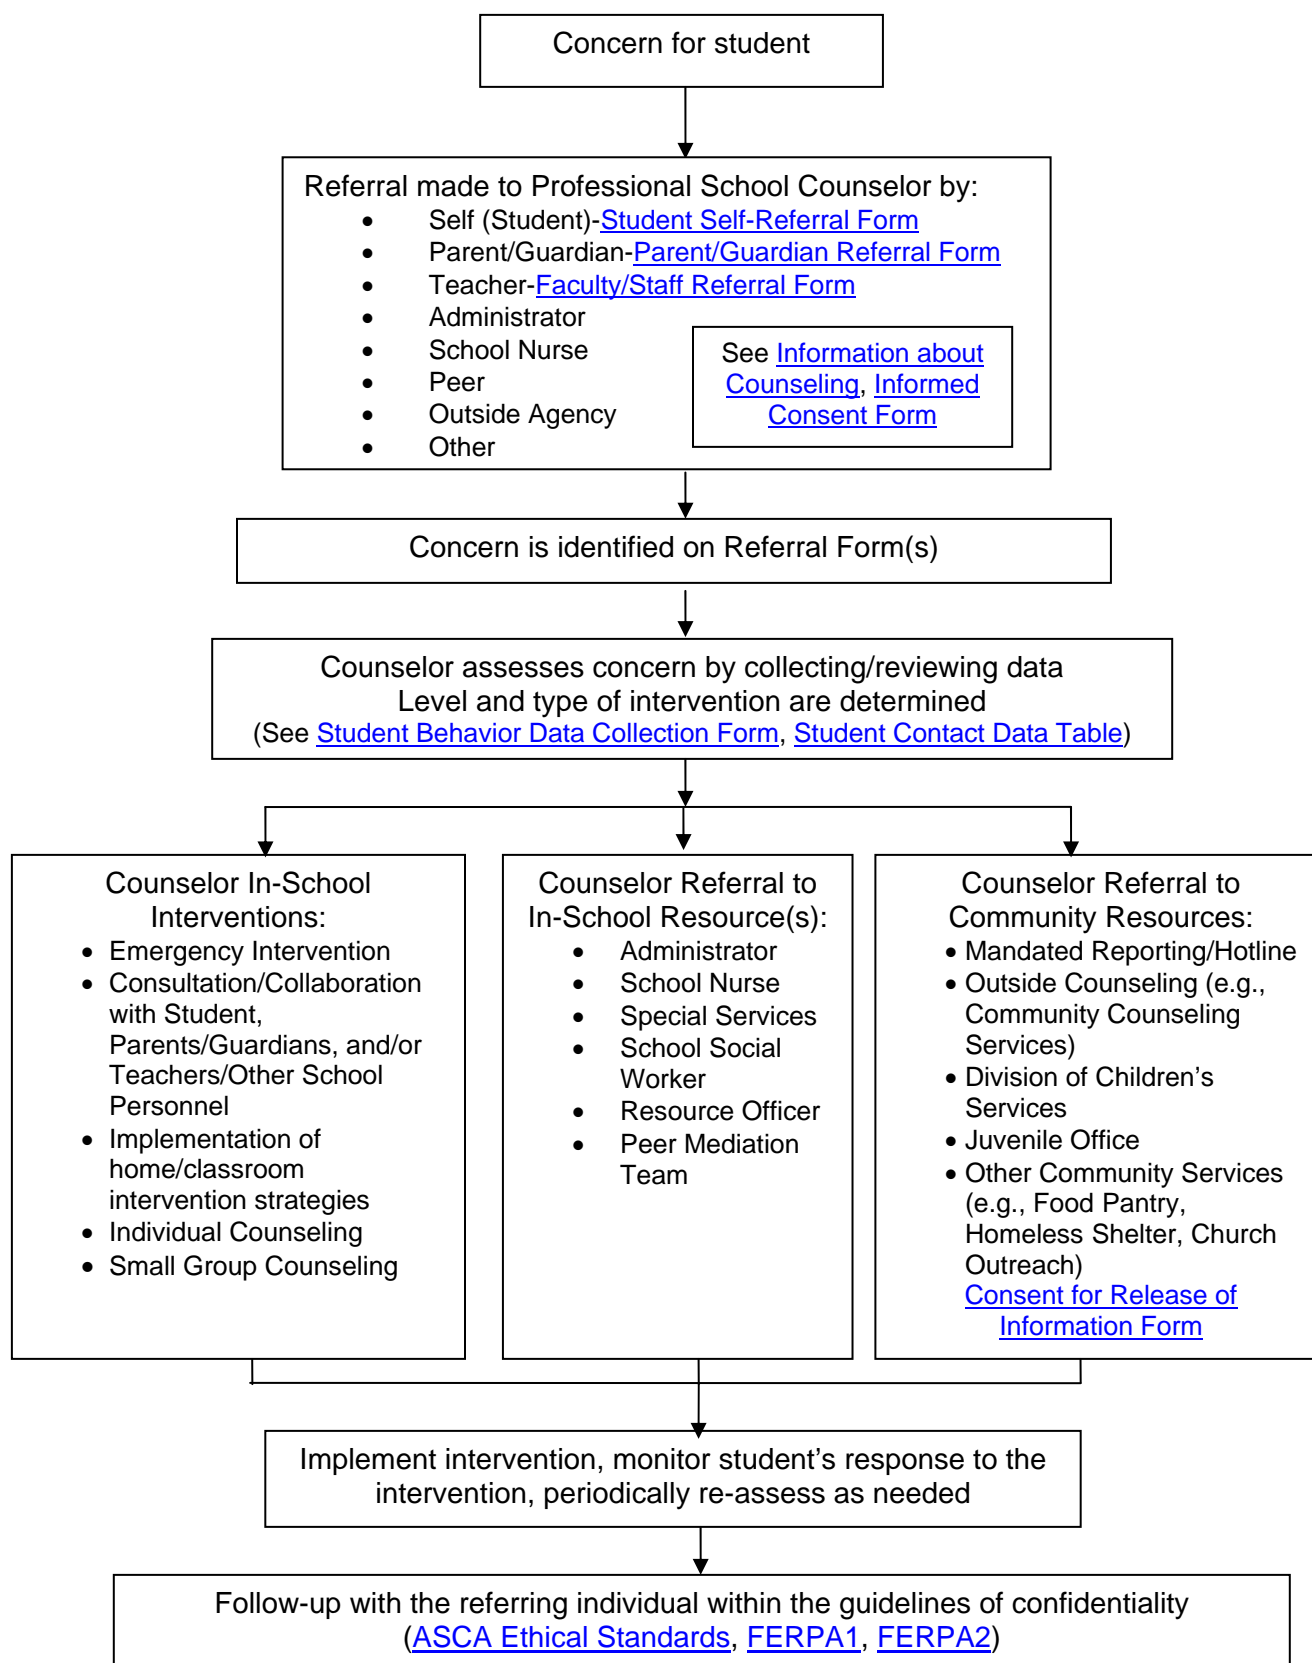 Concern for student
Referral made to Professional School Counselor by:
• Self (Student)-Student Self-Referral Form
• Parent/Guardian-Parent/Guardian Referral Form
• Teacher-Faculty/Staff Referral Form
• Administrator
• School Nurse
• Peer
• Outside Agency
• Other
See Information about
Counseling, Informed
Consent Form
Concern is identified on Referral Form(s)
Counselor assesses concern by collecting/reviewing data
Level and type of intervention are determined
(See Student Behavior Data Collection Form, Student Contact Data Table)
Counselor In-School
Interventions:
• Emergency Intervention
• Consultation/Collaboration
with Student,
Parents/Guardians, and/or
Teachers/Other School
Personnel
• Implementation of
home/classroom
intervention strategies
• Individual Counseling
• Small Group Counseling
Counselor Referral to
In-School Resource(s):
• Administrator
• School Nurse
• Special Services
• School Social
Worker
• Resource Officer
• Peer Mediation
Team
Counselor Referral to
Community Resources:
• Mandated Reporting/Hotline
• Outside Counseling (e.g.,
Community Counseling
Services)
• Division of Children's
Services
• Juvenile Office
• Other Community Services
(e.g., Food Pantry,
Homeless Shelter, Church
Outreach)
Consent for Release of
Information Form
Implement intervention, monitor student's response to the
intervention, periodically re-assess as needed
Follow-up with the referring individual within the guidelines of confidentiality
(ASCA Ethical Standards, FERPA1, FERPA2)